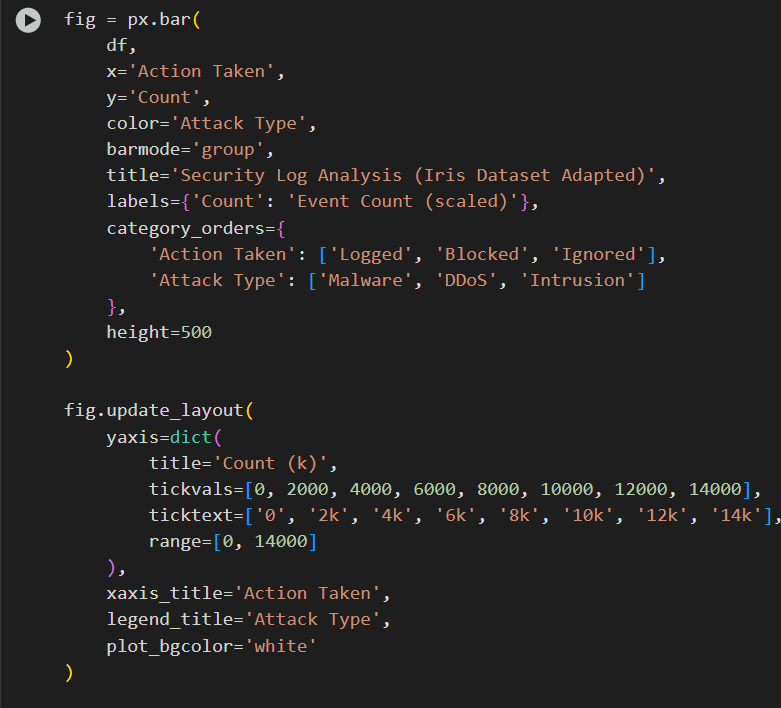 fig = px.bar(
    df,
    x='Action Taken',
    y='Count',
    color='Attack Type',
    barmode='group',
    title='Security Log Analysis (Iris Dataset Adapted)',
    labels={'Count': 'Event Count (scaled)'},
    category_orders={
        'Action Taken': ['Logged', 'Blocked', 'Ignored'],
        'Attack Type': ['Malware', 'DDoS', 'Intrusion']
    },
    height=500
)

fig.update_layout(
    yaxis=dict(
        title='Count (k)',
        tickvals=[0, 2000, 4000, 6000, 8000, 10000, 12000, 14000],
        ticktext=['0', '2k', '4k', '6k', '8k', '10k', '12k', '14k'],
        range=[0, 14000]
    ),
    xaxis_title='Action Taken',
    legend_title='Attack Type',
    plot_bgcolor='white'
)